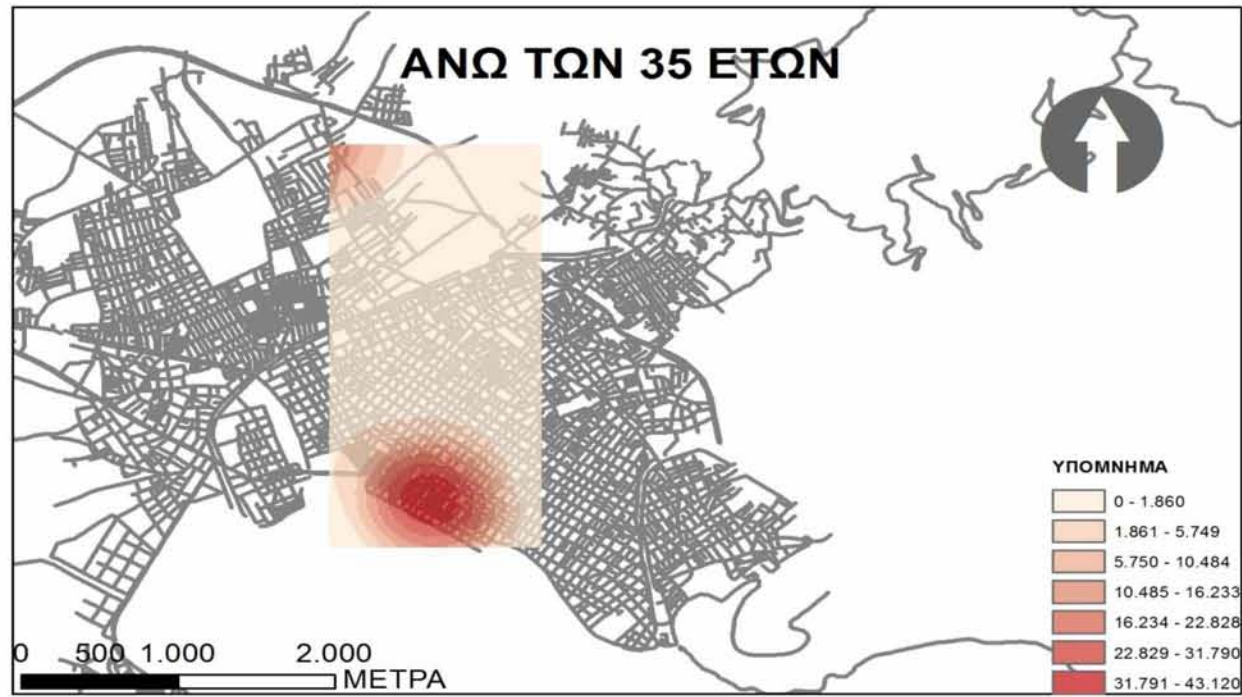 ΑΝΩ ΤΩΝ 35 ΕΤΩΝ
ΥΠΟΜΝΗΜΑ
0 - 1.860
1.861 - 5.749
5.750 - 10.484
10.485 - 16.233
16.234 - 22.828
22.829 - 31.790
31.791 - 43.120
0 500 1.000 2.000
ΜΕΤΡΑ